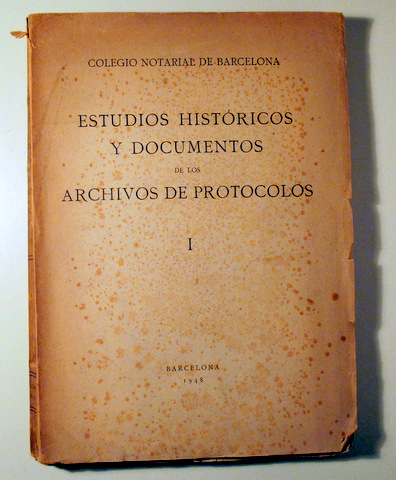 COLEGIO NOTARIAL DE BARCELONA
ESTUDIOS HISTÓRICOS
Y DOCUMENTOS
DE LOS
ARCHIVOS DE PROTOCOLOS
I
BARCELONA
1948